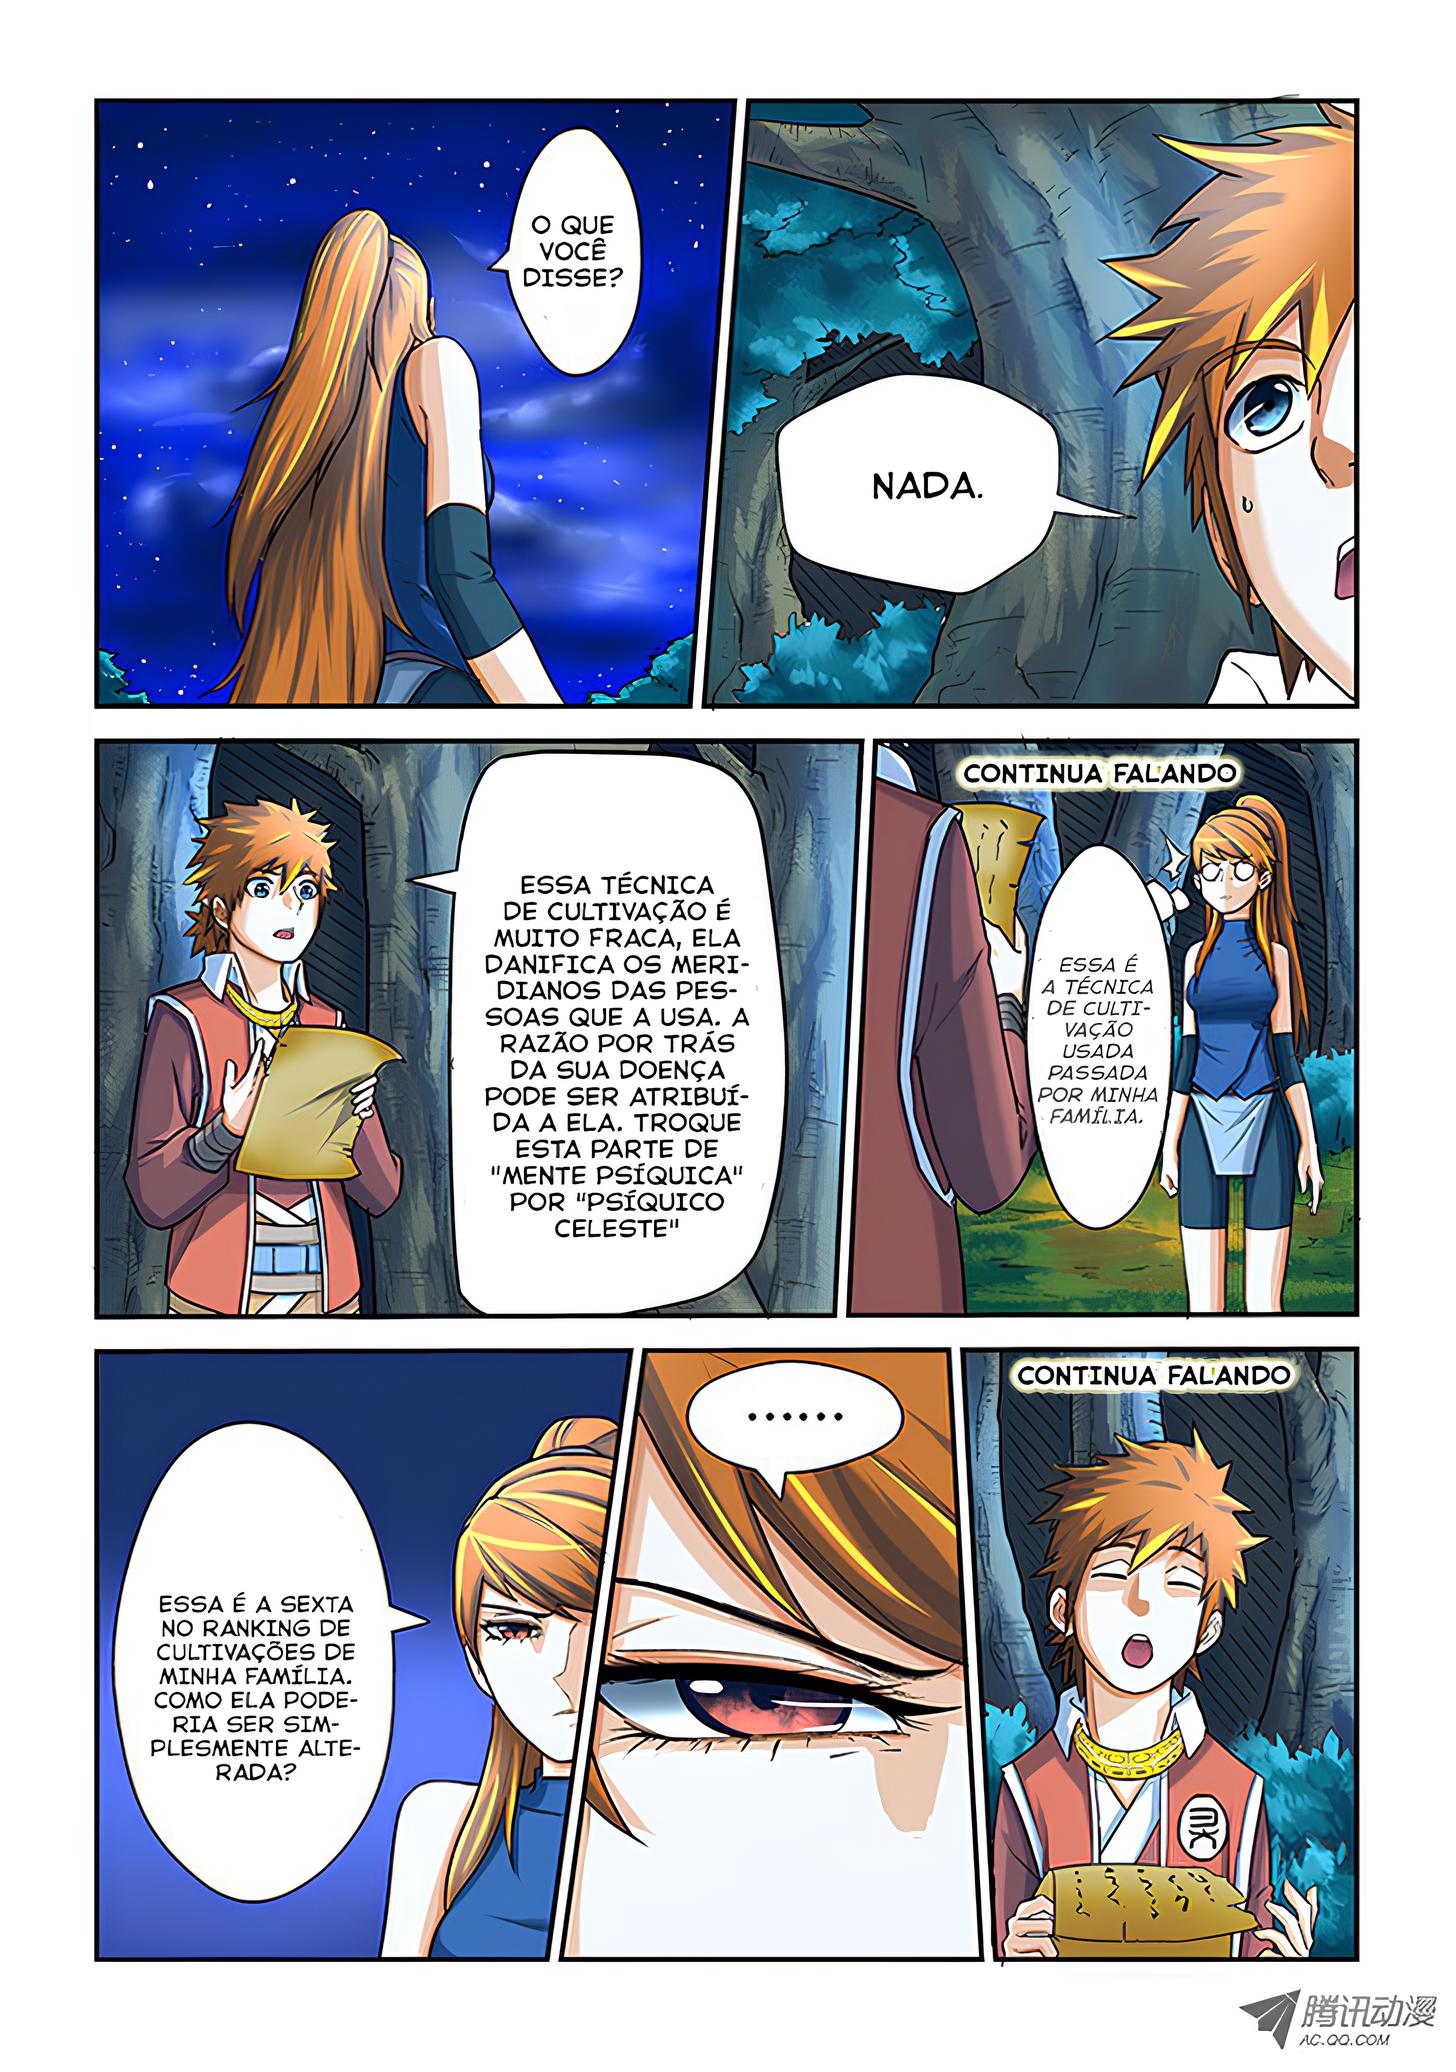 O QUE
VOCÊ
DISSE?
NADA.
ESSA TÉCNICA
DE CULTIVAÇÃO É
MUITO FRACA, ELA
DANIFICA OS MERI-
DIANOS DAS PES-
SOAS QUE A USA. A
RAZÃO POR TRÁS
DA SUA DOENÇA
PODE SER ATRIBUÍ-
DA A ELA. TROQUE
ESTA PARTE DE
"MENTE PSÍQUICA"
POR "PSÍQUICO
CELESTE"
CONTINUA FALANDO
ESSA É
A TÉCNICA
DE CULTI-
VAÇÃO
USADA
PASSADA
POR MINHA
FAMÍLIA.
ESSA É A SEXTA
NO RANKING DE
CULTIVAÇÕES DE
MINHA FAMÍLIA.
COMO ELA PODE-
RIA SER SIM-
PLESMENTE ALTE-
RADA?
......
CONTINUA FALANDO
腾讯动漫
AC.QQ.COM